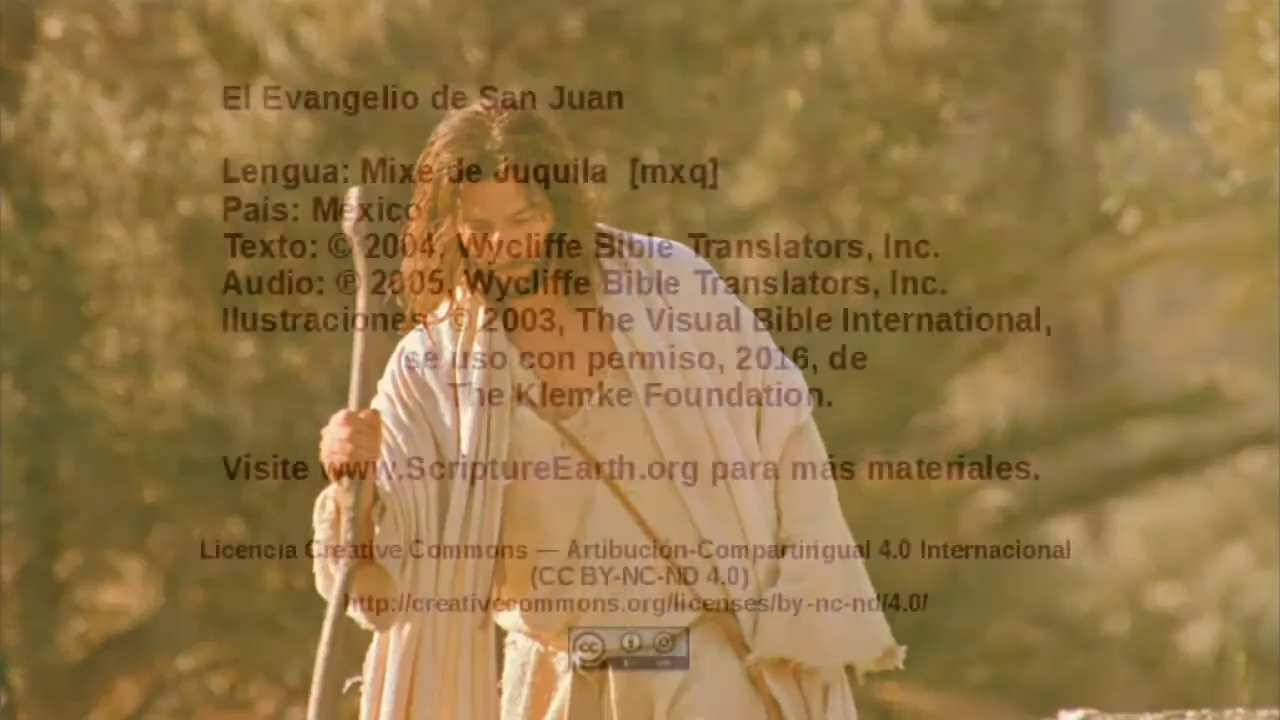 El Evangelio de San Juan
Lengua: Mixe de Juquila [mxq]
País: México
Texto: © 2004, Wycliffe Bible Translators, Inc.
Audio: ℗ 2005, Wycliffe Bible Translators, Inc.
Ilustraciones: © 2003, The Visual Bible International,
se uso con permiso, 2016, de
The Klemke Foundation.
Visite www.ScriptureEarth.org para más materiales.
Licencia Creative Commons — Artibución-CompartirIgual 4.0 Internacional
(CC BY-NC-ND 4.0)
http://creativecommons.org/licenses/by-nc-nd/4.0/
cc